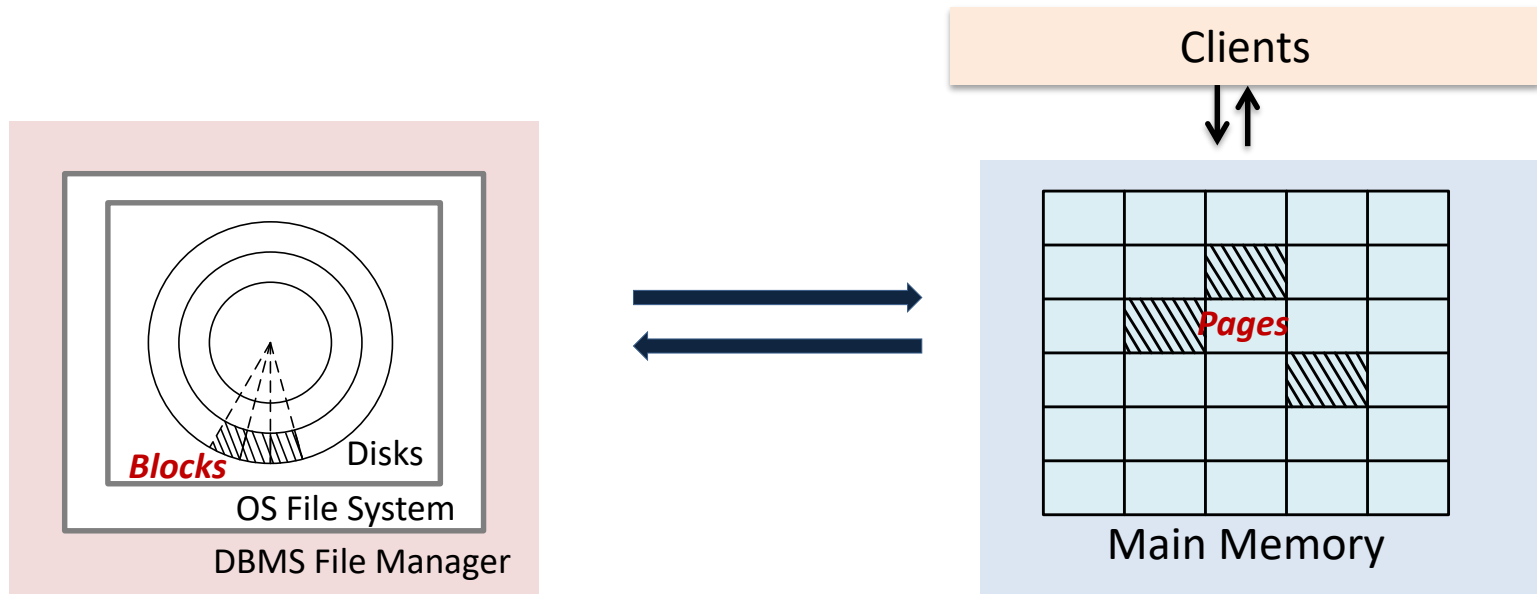 Clients
Pages
Blocks
Disks
OS File System
DBMS File Manager
Main Memory